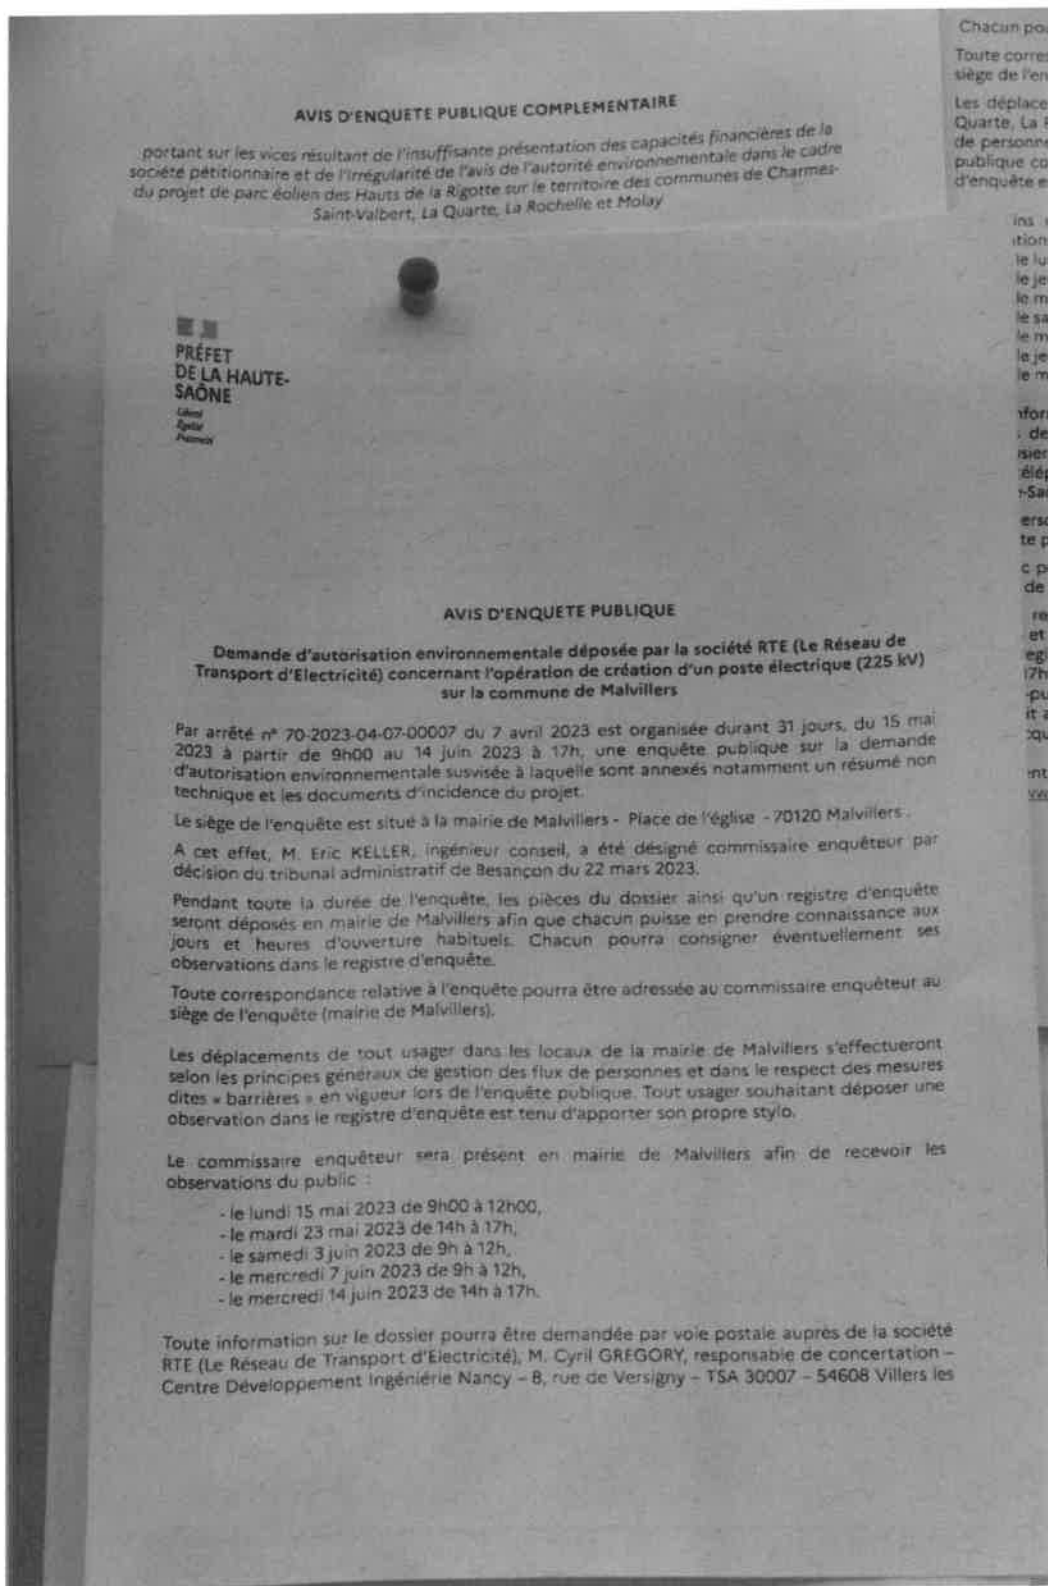 AVIS D'ENQUETE PUBLIQUE COMPLEMENTAIRE
portant sur les vices résultant de l'insuffisante présentation des capacités financières de la
société pétitionnaire et de l'irrégularité de l'avis de l'autorité environnementale dans le cadre
du projet de parc éolien des Hauts de la Rigotte sur le territoire des communes de Charmes-
Saint-Valbert, La Quarte, La Rochelle et Molay
PRÉFET
DE LA HAUTE-
SAÔNE
Liberté
Égalité
Fraternité
AVIS D'ENQUETE PUBLIQUE
Demande d'autorisation environnementale déposée par la société RTE (Le Réseau de
Transport d'Electricité) concernant l'opération de création d'un poste électrique (225 kV)
sur la commune de Malvillers
Par arrêté n° 70-2023-04-07-00007 du 7 avril 2023 est organisée durant 31 jours, du 15 mai
2023 à partir de 9h00 au 14 juin 2023 à 17h, une enquête publique sur la demande
d'autorisation environnementale susvisée à laquelle sont annexés notamment un résumé non
technique et les documents d'incidence du projet.
Le siège de l'enquête est situé à la mairie de Malvillers - Place de l'église - 70120 Malvillers.
A cet effet, M. Eric KELLER, ingénieur conseil, a été désigné commissaire enquêteur par
décision du tribunal administratif de Besançon du 22 mars 2023.
Pendant toute la durée de l'enquête, les pièces du dossier ainsi qu'un registre d'enquête
seront déposés en mairie de Malvillers afin que chacun puisse en prendre connaissance aux
jours et heures d'ouverture habituels. Chacun pourra consigner éventuellement ses
observations dans le registre d'enquête.
Toute correspondance relative à l'enquête pourra être adressée au commissaire enquêteur au
siège de l'enquête (mairie de Malvillers).
Les déplacements de tout usager dans les locaux de la mairie de Malvillers s'effectueront
selon les principes généraux de gestion des flux de personnes et dans le respect des mesures
dites « barrières » en vigueur lors de l'enquête publique. Tout usager souhaitant déposer une
observation dans le registre d'enquête est tenu d'apporter son propre stylo.
Le commissaire enquêteur sera présent en mairie de Malvillers afin de recevoir les
observations du public :
- le lundi 15 mai 2023 de 9h00 à 12h00,
- le mardi 23 mai 2023 de 14h à 17h,
- le samedi 3 juin 2023 de 9h à 12h,
- le mercredi 7 juin 2023 de 9h à 12h,
- le mercredi 14 juin 2023 de 14h à 17h.
Toute information sur le dossier pourra être demandée par voie postale auprès de la société
RTE (Le Réseau de Transport d'Electricité), M. Cyril GREGORY, responsable de concertation –
Centre Développement Ingéniérie Nancy – 8, rue de Versigny – TSA 30007 – 54608 Villers les
Chacun
Toute
siège de
Les
Quarte, La
de
publique
d'enquête